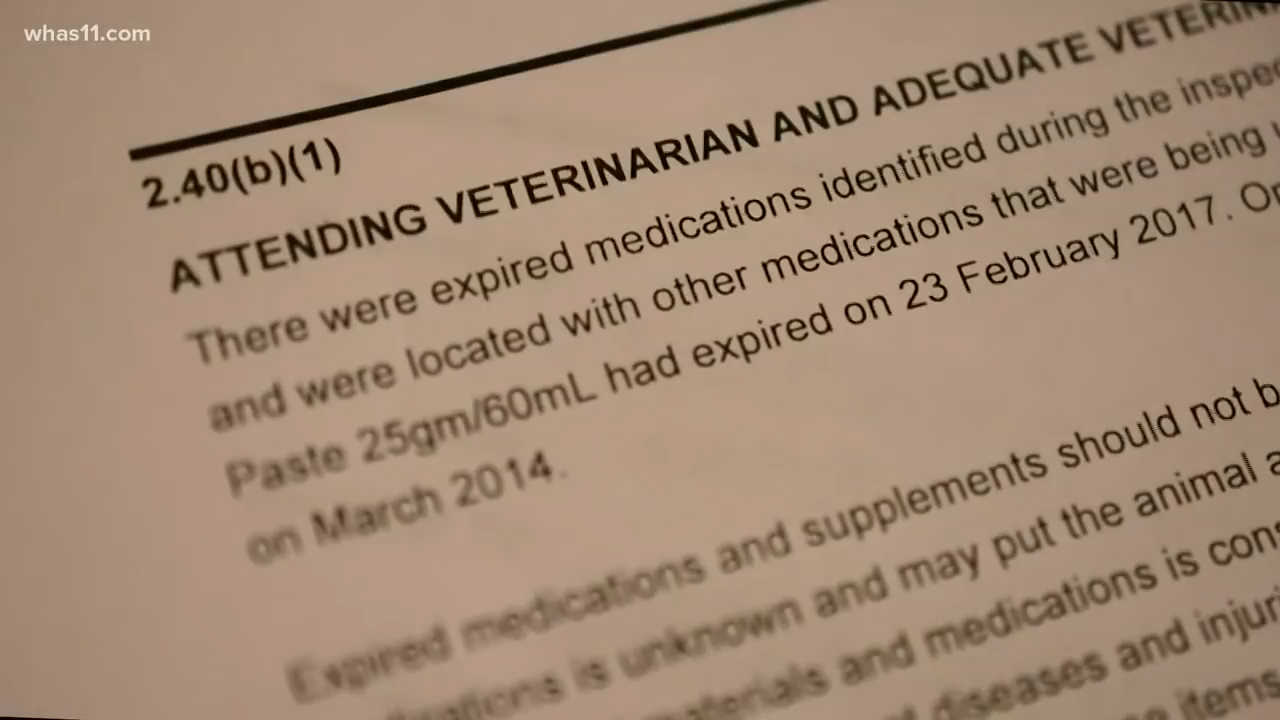 whas11.com
2.40(b)(1)
ATTENDING VETERINARIAN AND ADEQUATE
There were expired medications identified during the
and were located with other medications that were being
Paste 25gm/60mL had expired on 23 February 2017.
on March 2014.
Expired medications and supplements should not
is unknown and may put the animal
and medications is
diseases and
items